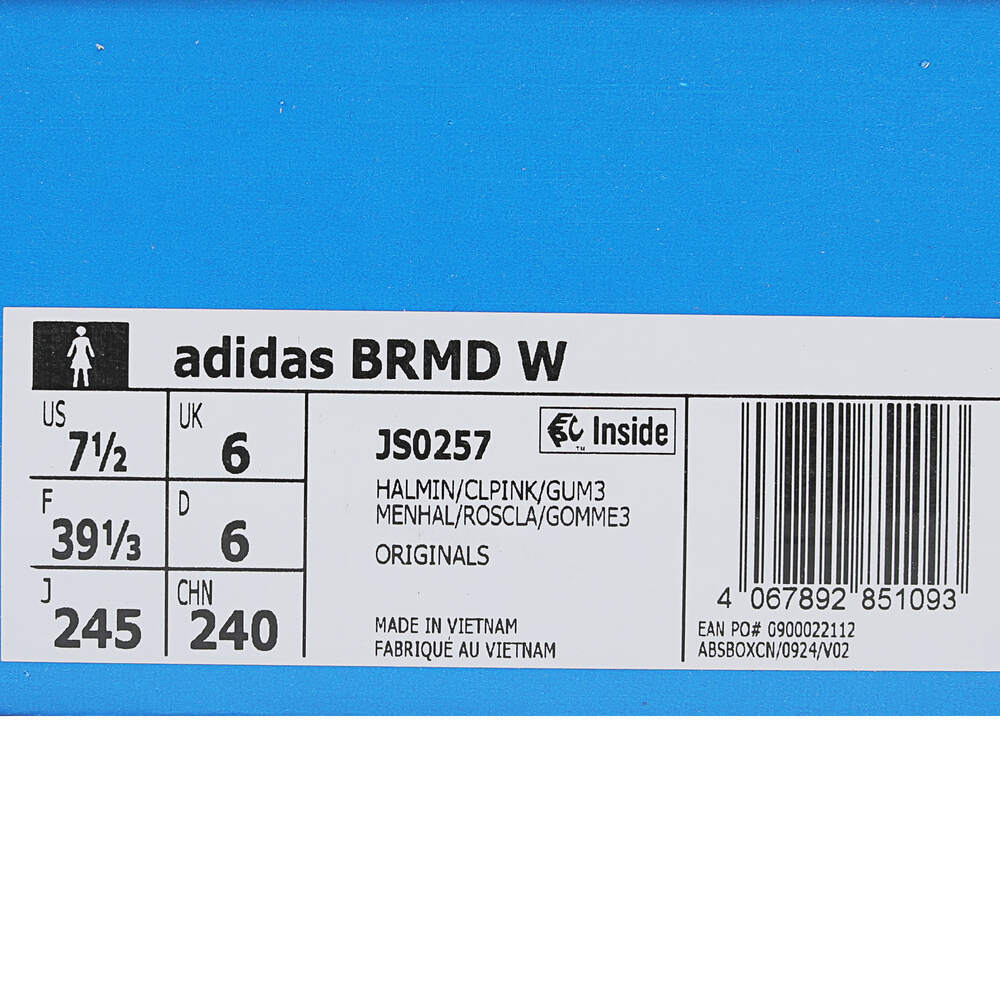 adidas BRMD W
US 7½
UK 6
F 39⅓
D 6
J 245
CHN 240
JS0257
Inside
™
HALMIN/CLPINK/GUM3
MENHAL/ROSCLA/GOMME3
ORIGINALS
MADE IN VIETNAM
FABRIQUÉ AU VIETNAM
4 067892 851093
EAN PO# 0900022112
ABSBOXCN/0924/V02